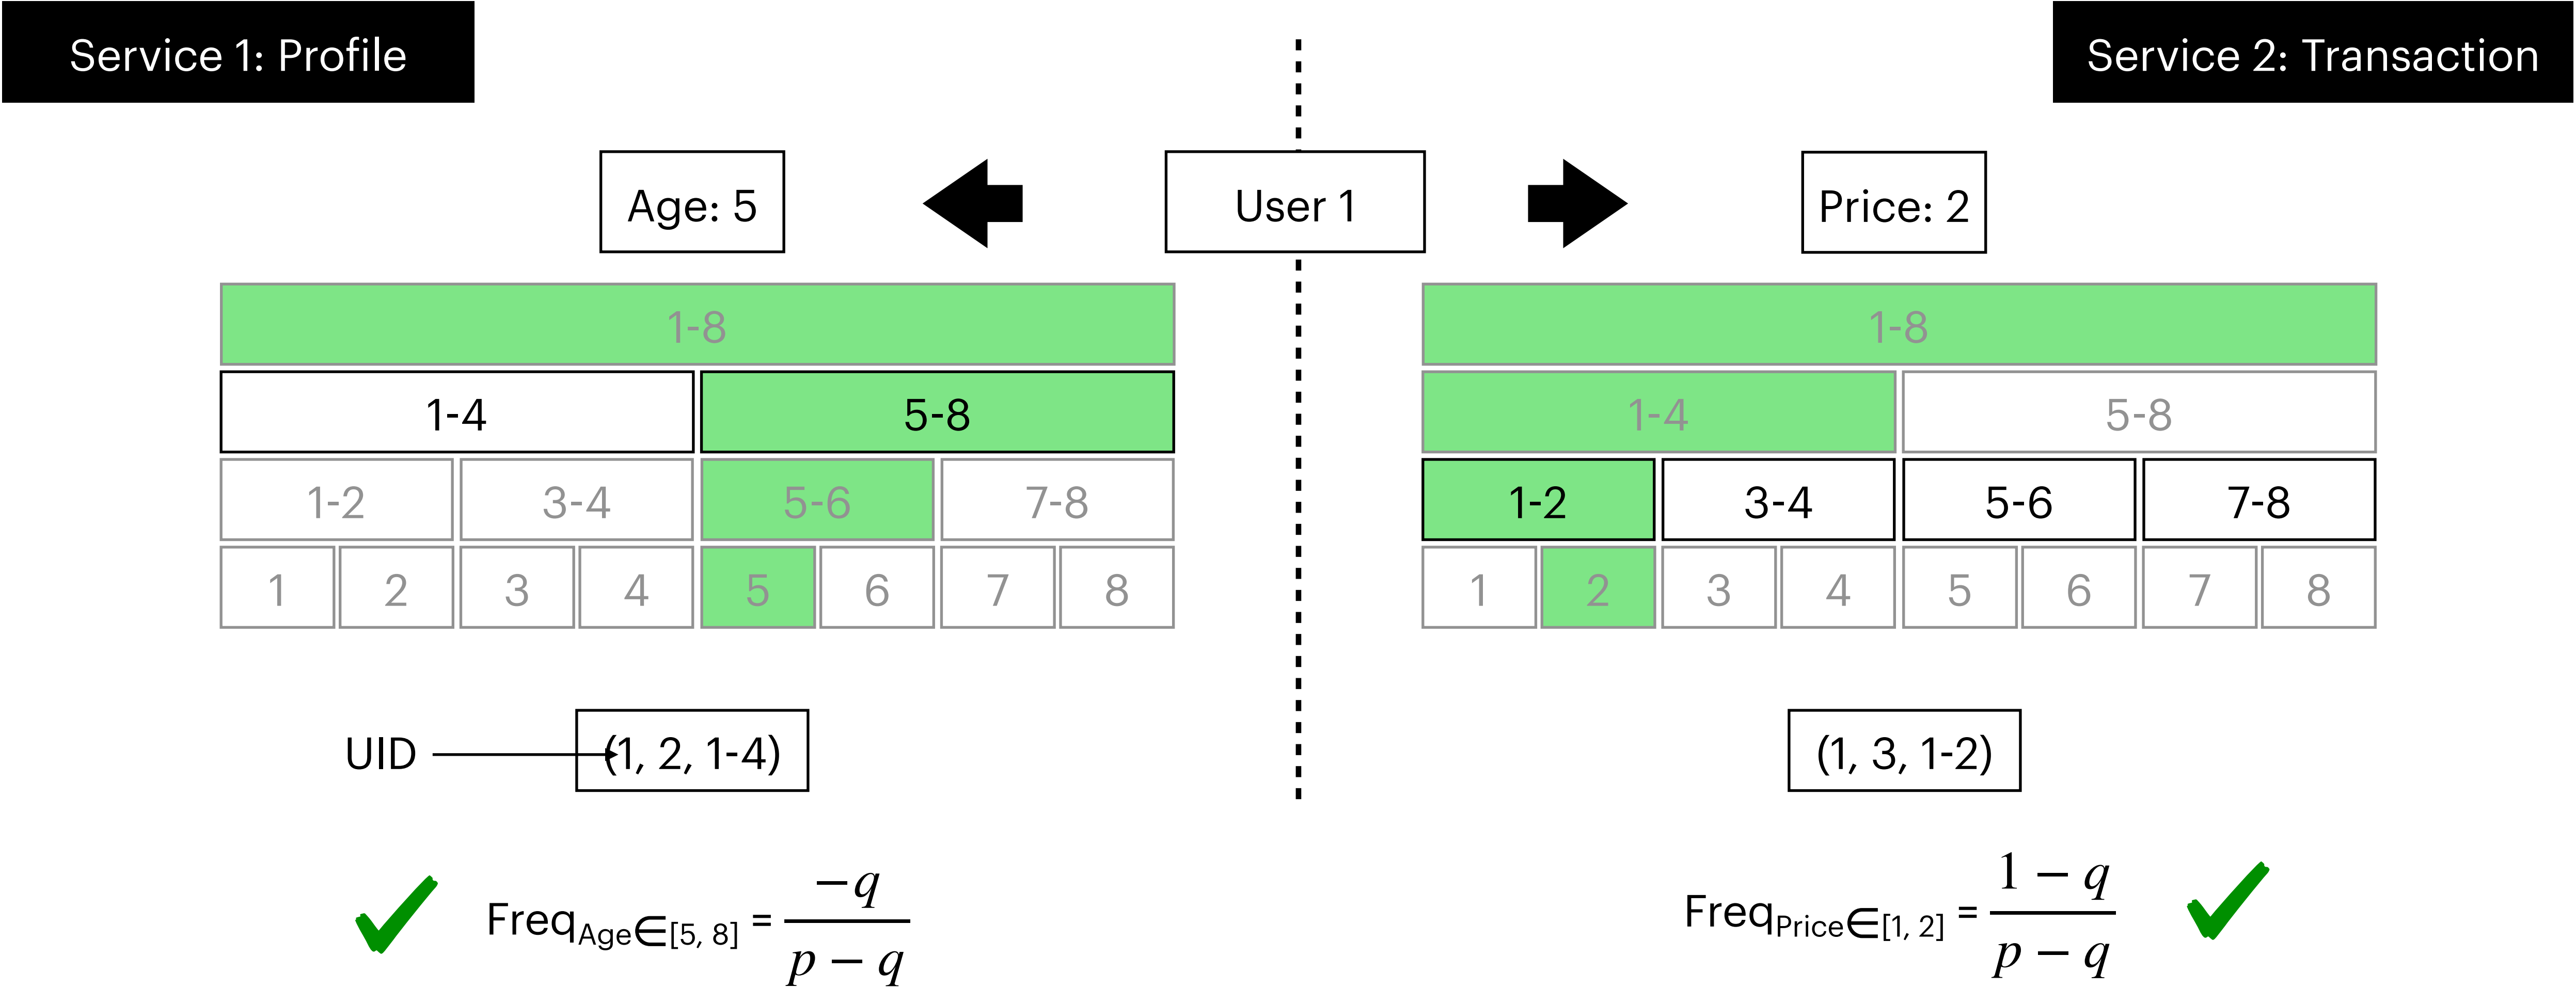 Service 1: Profile
Service 2: Transaction
Age: 5
User 1
Price: 2
1-8
1-4 5-8
1-2 3-4 5-6 7-8
1 2 3 4 5 6 7 8
1-8
1-4 5-8
1-2 3-4 5-6 7-8
1 2 3 4 5 6 7 8
UID (1, 2, 1-4)
(1, 3, 1-2)
Freq_Age∈[5, 8] = −q / p − q
Freq_Price∈[1, 2] = 1 − q / p − q